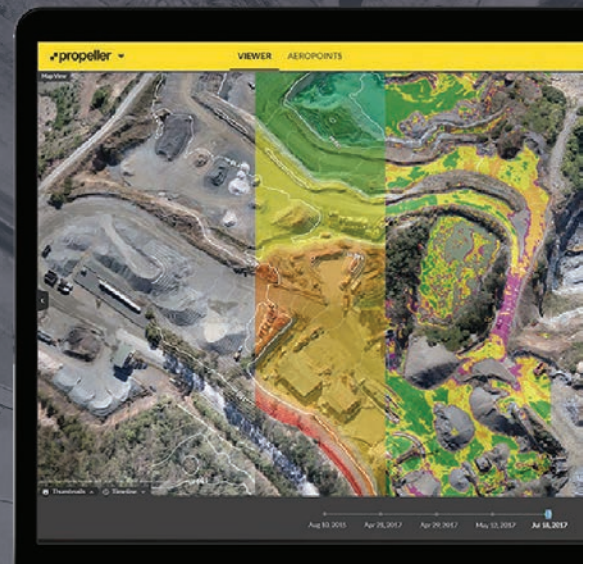 propeller
VIEWER AEROPOINTS
Map View
Thumbnails Timeline
Aug 10, 2015 Apr 21, 2017 Apr 29, 2017 May 12, 2017 Jul 18, 2017